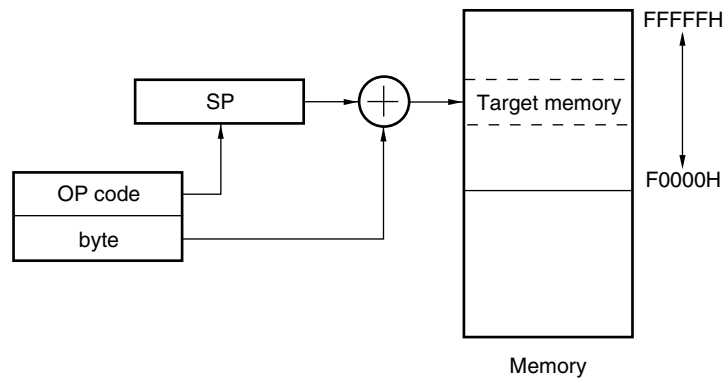 FFFFFH
SP
Target memory
F0000H
OP code
byte
Memory